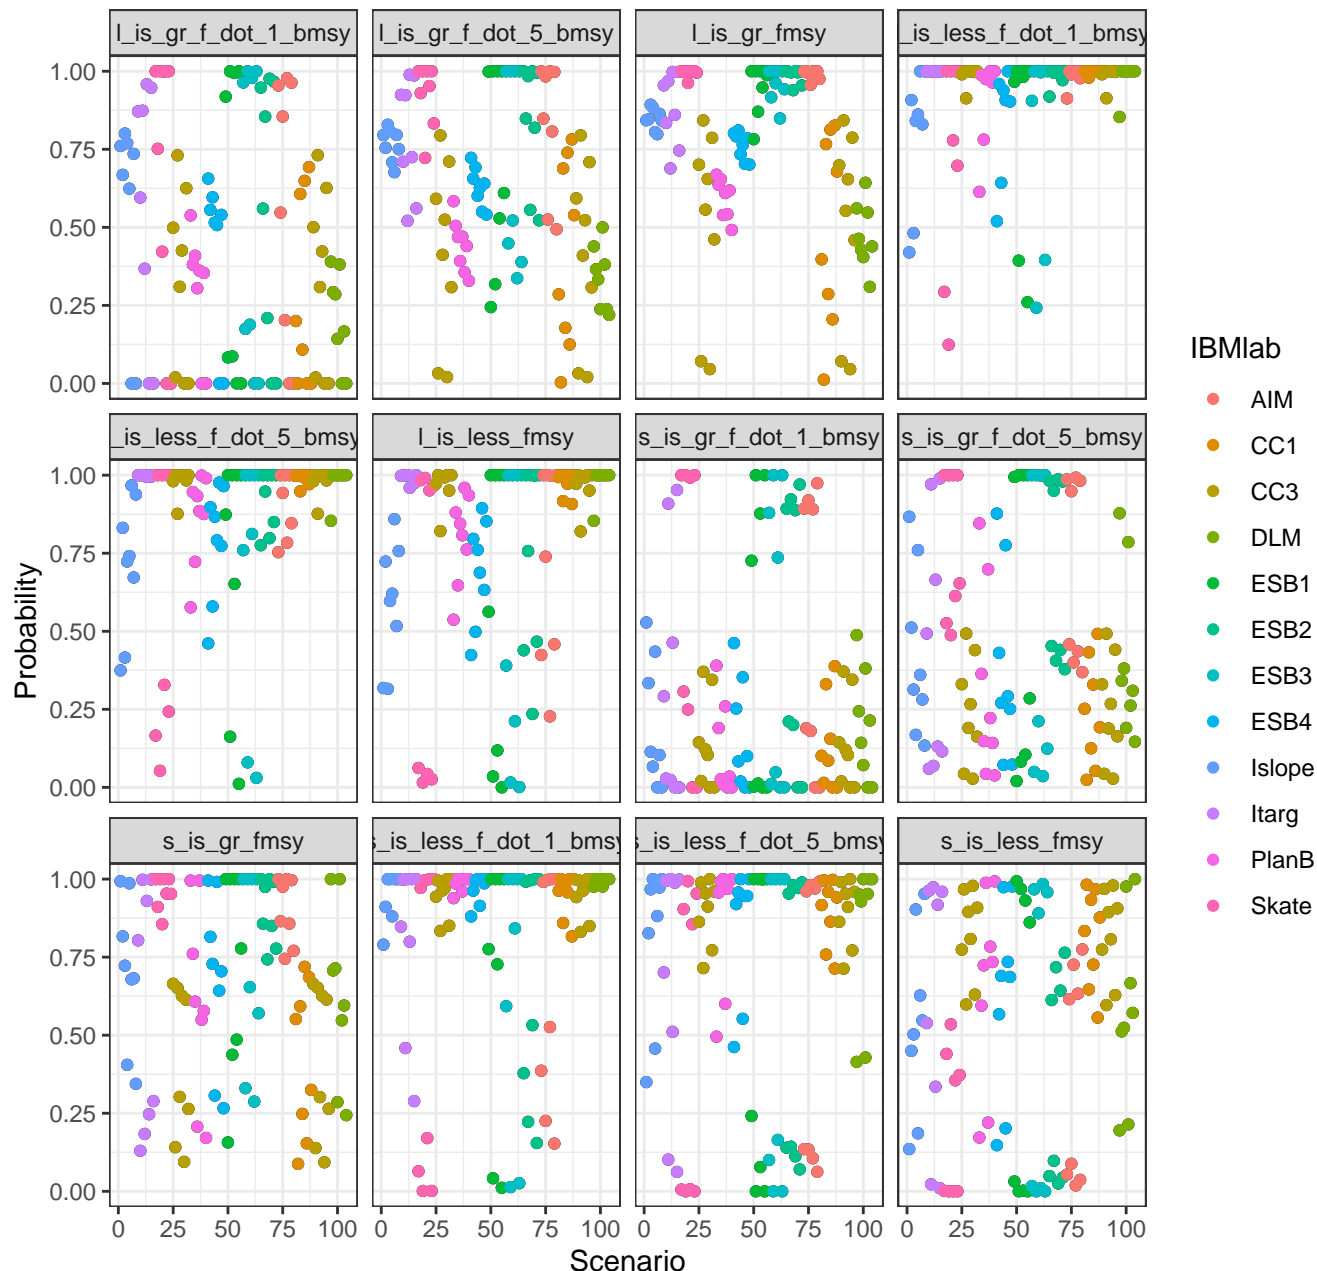 l_is_gr_f_dot_1_bmsy
l_is_gr_f_dot_5_bmsy
l_is_gr_fmsy
_is_less_f_dot_1_bmsy
1.00
0.75
0.50
0.25
0.00
_is_less_f_dot_5_bmsy
l_is_less_fmsy
s_is_gr_f_dot_1_bmsy
s_is_gr_f_dot_5_bmsy
1.00
0.75
0.50
0.25
0.00
s_is_gr_fmsy
s_is_less_f_dot_1_bmsy
s_is_less_f_dot_5_bmsy
s_is_less_fmsy
1.00
0.75
0.50
0.25
0.00
0 25 50 75 100 0 25 50 75 100 0 25 50 75 100 0 25 50 75 100
Scenario
Probability
IBMlab
AIM
CC1
CC3
DLM
ESB1
ESB2
ESB3
ESB4
Islope
Itarg
PlanB
Skate